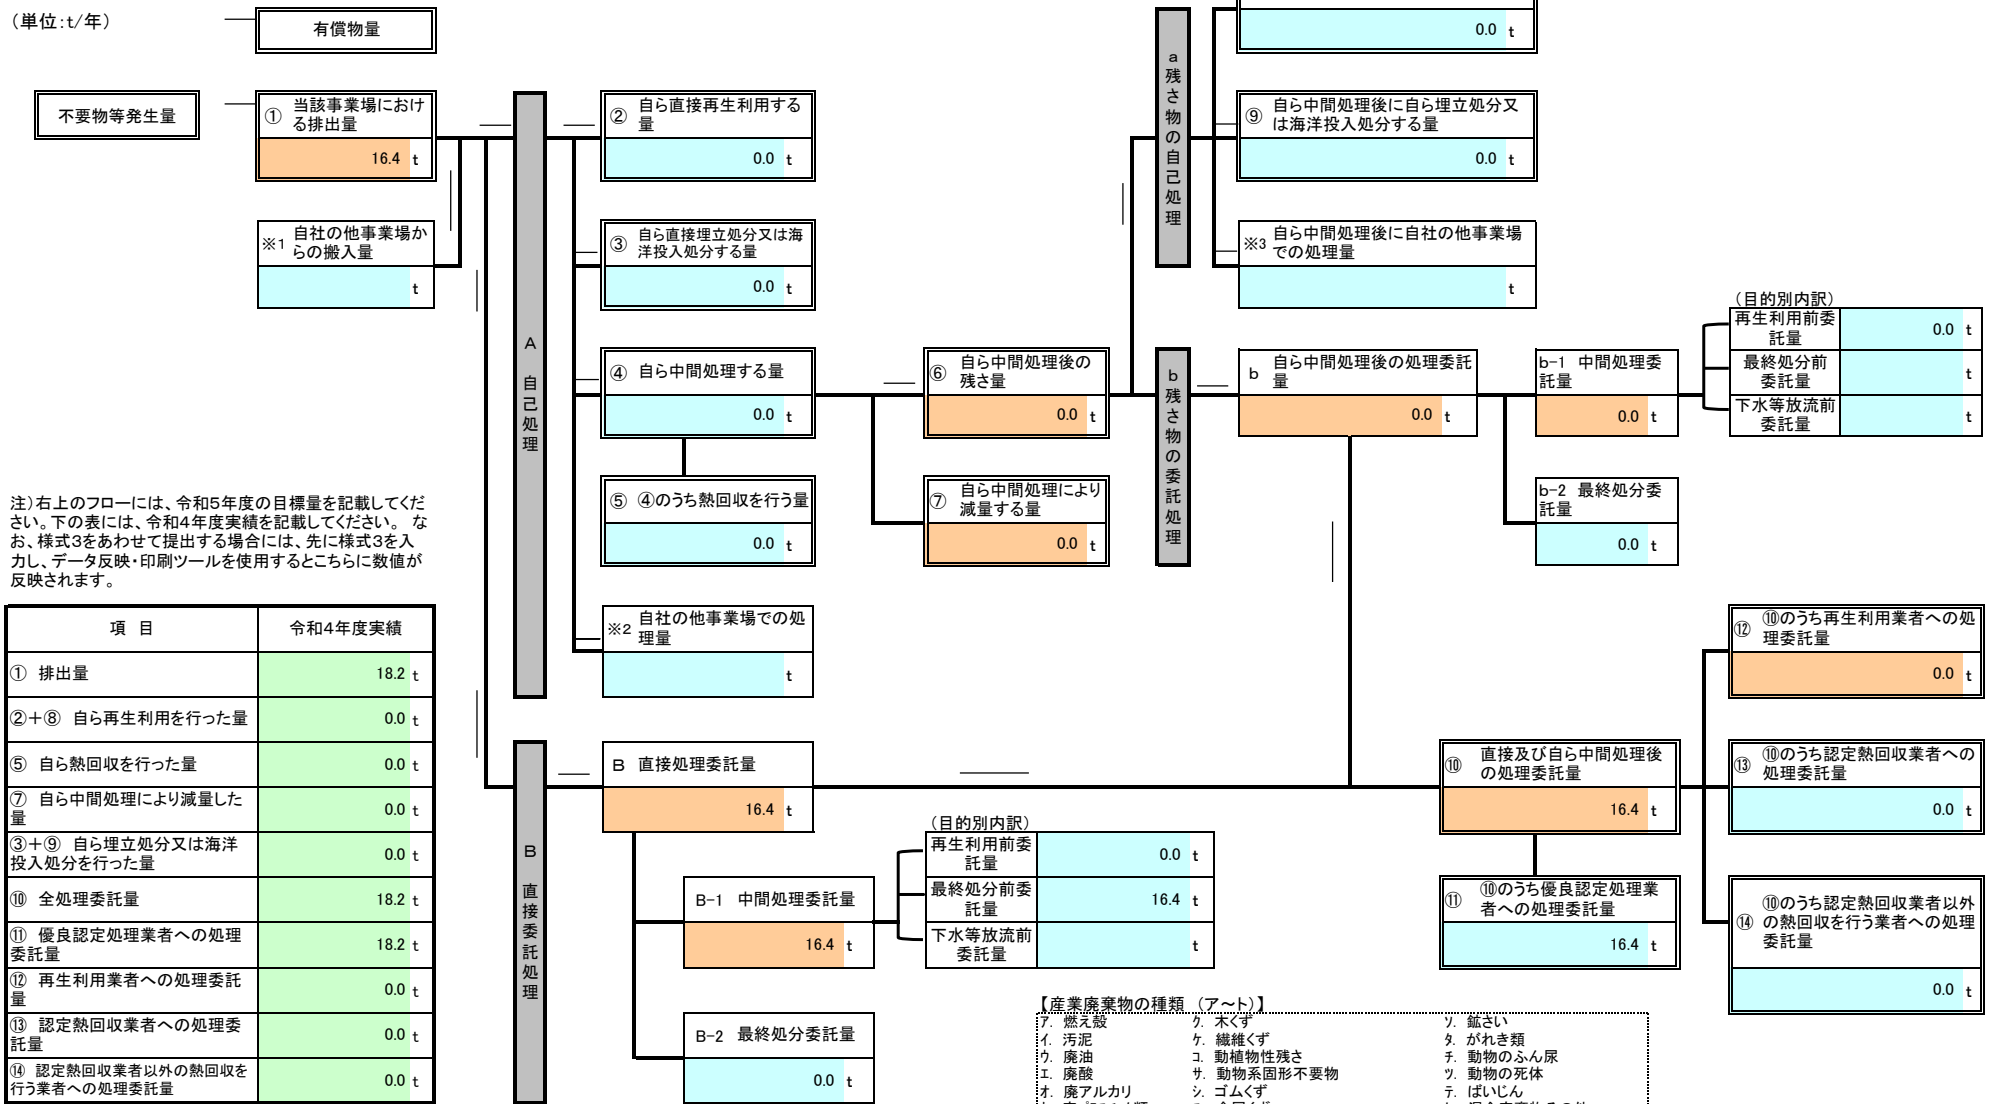 (単位:t/年)
有償物量
0.0 t
不要物等発生量
① 当該事業場におけ
る排出量
16.4 t
※1 自社の他事業場か
らの搬入量
t
A 自己処理
② 自ら直接再生利用する
量
0.0 t
③ 自ら直接埋立処分又は海
洋投入処分する量
0.0 t
④ 自ら中間処理する量
0.0 t
⑤ ④のうち熱回収を行う量
0.0 t
※2 自社の他事業場での処
理量
t
⑥ 自ら中間処理後の
残さ量
0.0 t
⑦ 自ら中間処理により
減量する量
0.0 t
a残さ物の自己処理
⑨ 自ら中間処理後に自ら埋立処分又
は海洋投入処分する量
0.0 t
※3 自ら中間処理後に自社の他事業場
での処理量
t
b残さ物の委託処理
b 自ら中間処理後の処理委託
量
0.0 t
b-1 中間処理委
託量
0.0 t
(目的別内訳)
再生利用前委
託量
0.0 t
最終処分前
委託量
t
下水等放流前
委託量
t
b-2 最終処分委
託量
0.0 t
注)右上のフローには、令和5年度の目標量を記載してくだ
さい。下の表には、令和4年度実績を記載してください。 な
お、様式3をあわせて提出する場合には、先に様式3を入
力し、データ反映・印刷ツールを使用するとこちらに数値が
反映されます。
項 目 令和4年度実績
① 排出量 18.2 t
②+⑧ 自ら再生利用を行った量 0.0 t
⑤ 自ら熱回収を行った量 0.0 t
⑦ 自ら中間処理により減量した
量 0.0 t
③+⑨ 自ら埋立処分又は海洋
投入処分を行った量 0.0 t
⑩ 全処理委託量 18.2 t
⑪ 優良認定処理業者への処理
委託量 18.2 t
⑫ 再生利用業者への処理委託
量 0.0 t
⑬ 認定熱回収業者への処理委
託量 0.0 t
⑭ 認定熱回収業者以外の熱回収を
行う業者への処理委託量 0.0 t
B 直接委託処理
B 直接処理委託量
16.4 t
B-1 中間処理委託量
16.4 t
(目的別内訳)
再生利用前委
託量
0.0 t
最終処分前委
託量
16.4 t
下水等放流前
委託量
t
B-2 最終処分委託量
0.0 t
⑩ 直接及び自ら中間処理後
の処理委託量
16.4 t
⑪ ⑩のうち優良認定処理業
者への処理委託量
16.4 t
⑫ ⑩のうち再生利用業者への処
理委託量
0.0 t
⑬ ⑩のうち認定熱回収業者への
処理委託量
0.0 t
⑭ ⑩のうち認定熱回収業者以外
の熱回収を行う業者への処理
委託量
0.0 t
【産業廃棄物の種類 (ア~ト)】
ア. 燃え殻 ク. 木くず ソ. 鉱さい
イ. 汚泥 ケ. 繊維くず タ. がれき類
ウ. 廃油 コ. 動植物性残さ チ. 動物のふん尿
エ. 廃酸 サ. 動物系固形不要物 ツ. 動物の死体
オ. 廃アルカリ シ. ゴムくず テ. ばいじん